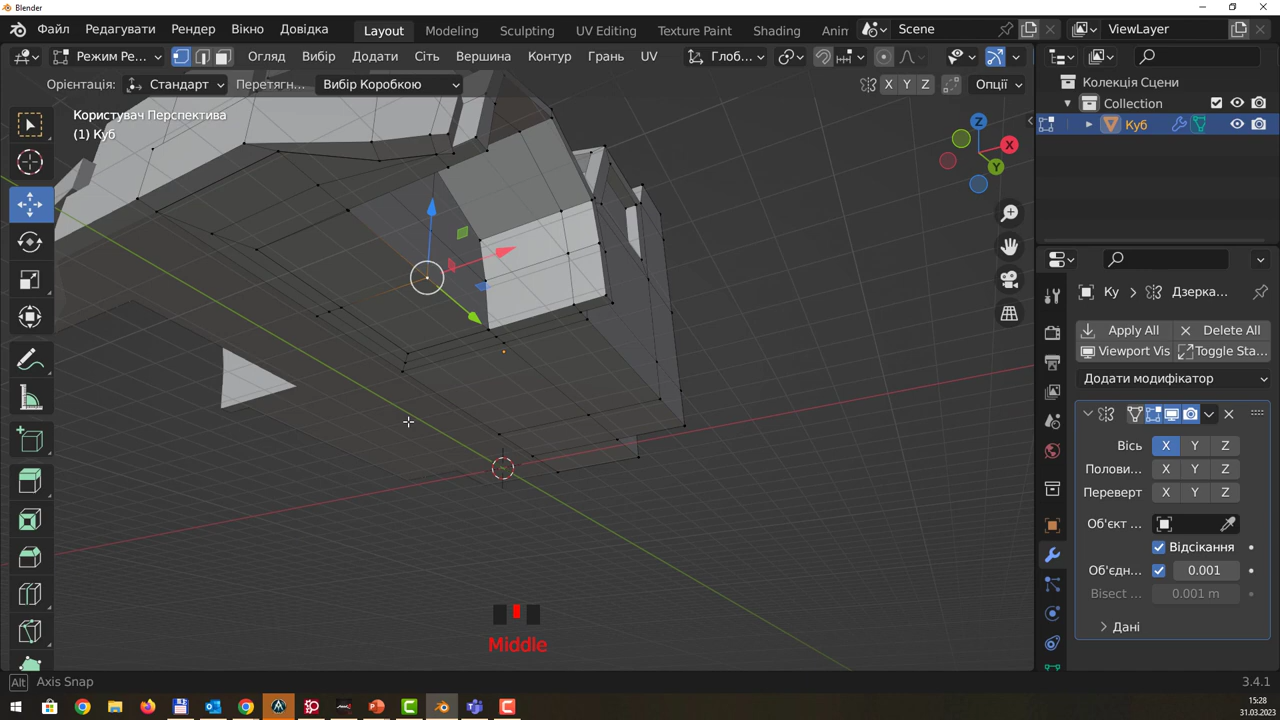 Blender
Файл Редагувати Рендер Вікно Довідка Layout Modeling Sculpting UV Editing Texture Paint Shading Anin Scene ViewLayer
Режим Ре... Огляд Вибір Додати Сіть Вершина Контур Грань UV Глоб...
Орієнтація: Стандарт Перетягн... Вибір Коробкою X Y Z Опції
Користувач Перспектива
(1) Куб
Z
X
Y
Колекція Сцени
Collection
Куб
Ку > Дзерка...
Apply All Delete All
Viewport Vis Toggle Sta...
Додати модифікатор
Вісь X Y Z
Полови... X Y Z
Переверт X Y Z
Об'єкт ...
Відсікання
Об'єдн... 0.001
Bisect ... 0.001 m
Дані
Middle
Alt Axis Snap
3.4.1
15:28
31.03.2023